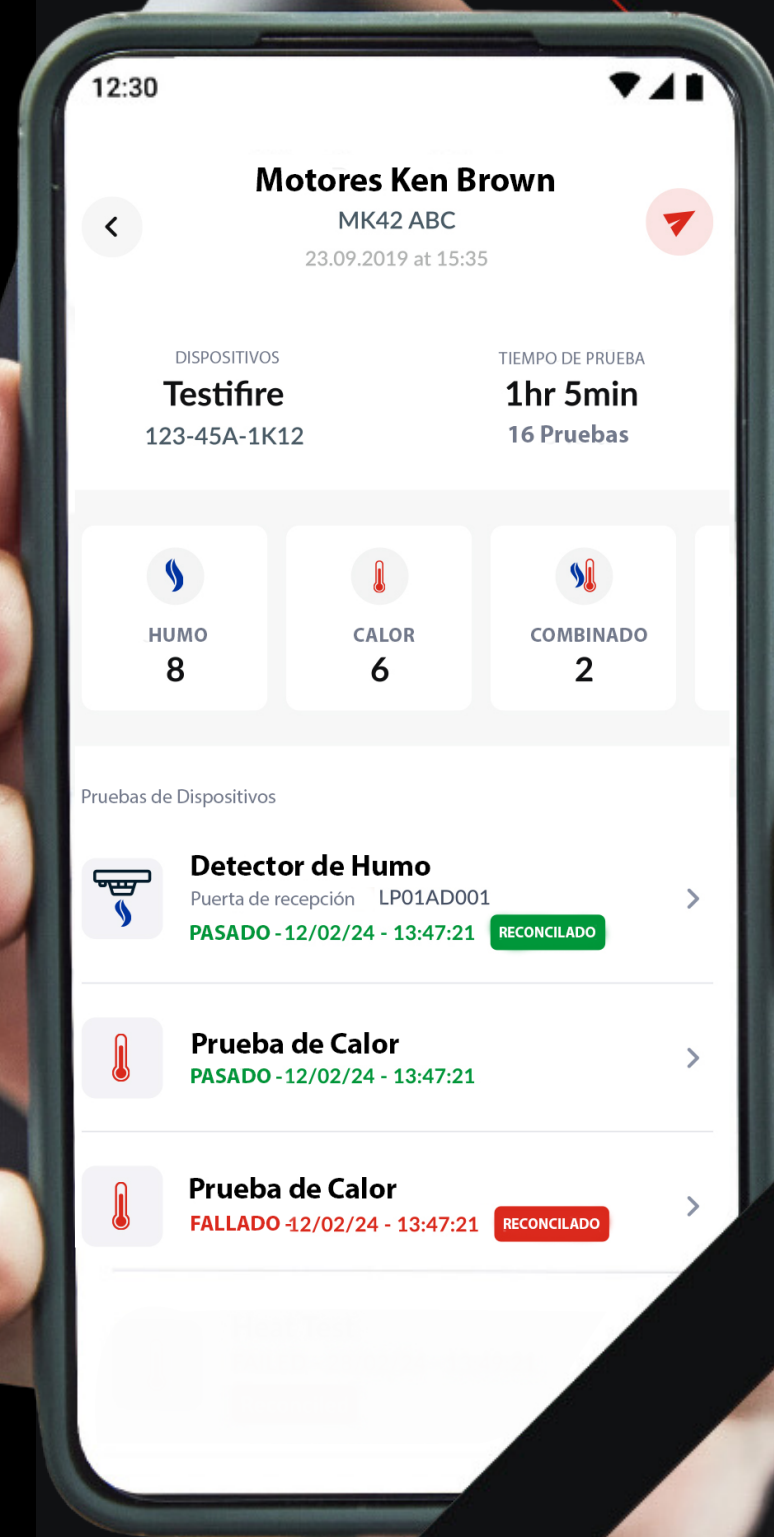 12:30
Motores Ken Brown
MK42 ABC
23.09.2019 at 15:35
DISPOSITIVOS
Testifire
123-45A-1K12
TIEMPO DE PRUEBA
1hr 5min
16 Pruebas
HUMO
8
CALOR
6
COMBINADO
2
Pruebas de Dispositivos
Detector de Humo
Puerta de recepción LP01AD001
PASADO - 12/02/24 - 13:47:21 RECONCILADO
Prueba de Calor
PASADO - 12/02/24 - 13:47:21
Prueba de Calor
FALLADO - 12/02/24 - 13:47:21 RECONCILADO